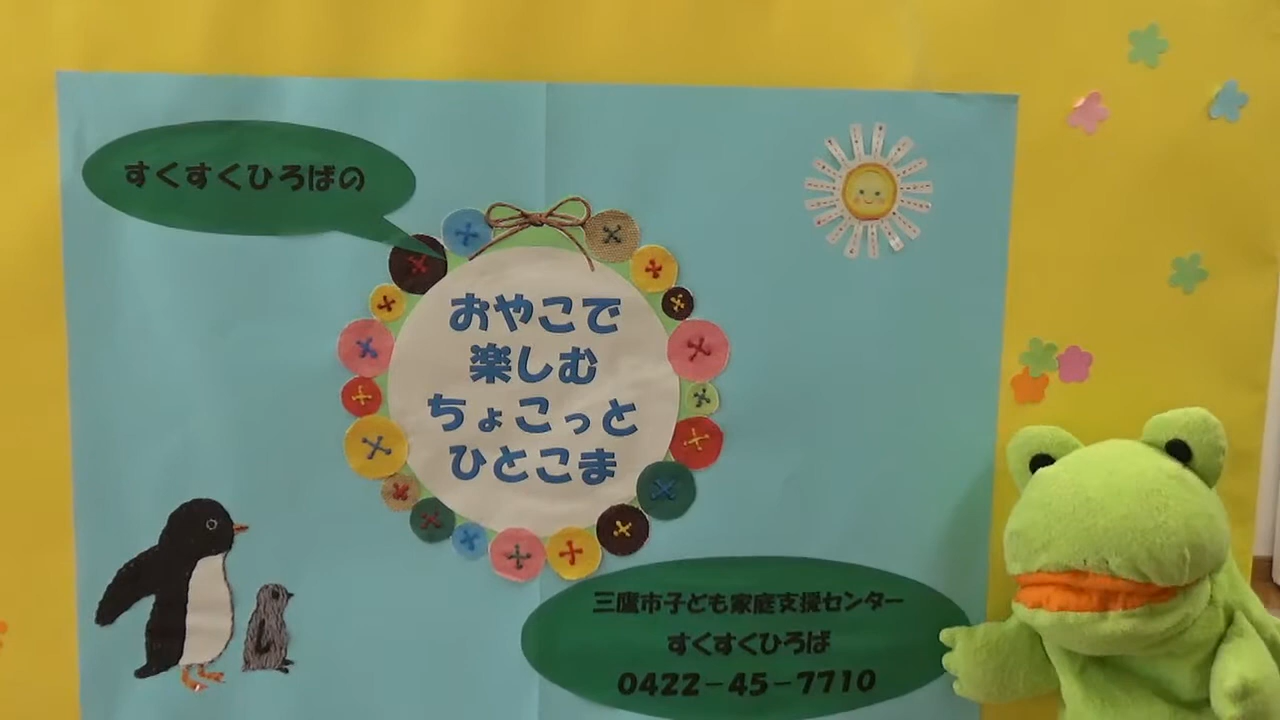 すくすくひろばの
おやこで
楽しむ
ちょこっと
ひとこま
三鷹市子ども家庭支援センター
すくすくひろば
0422-45-7710